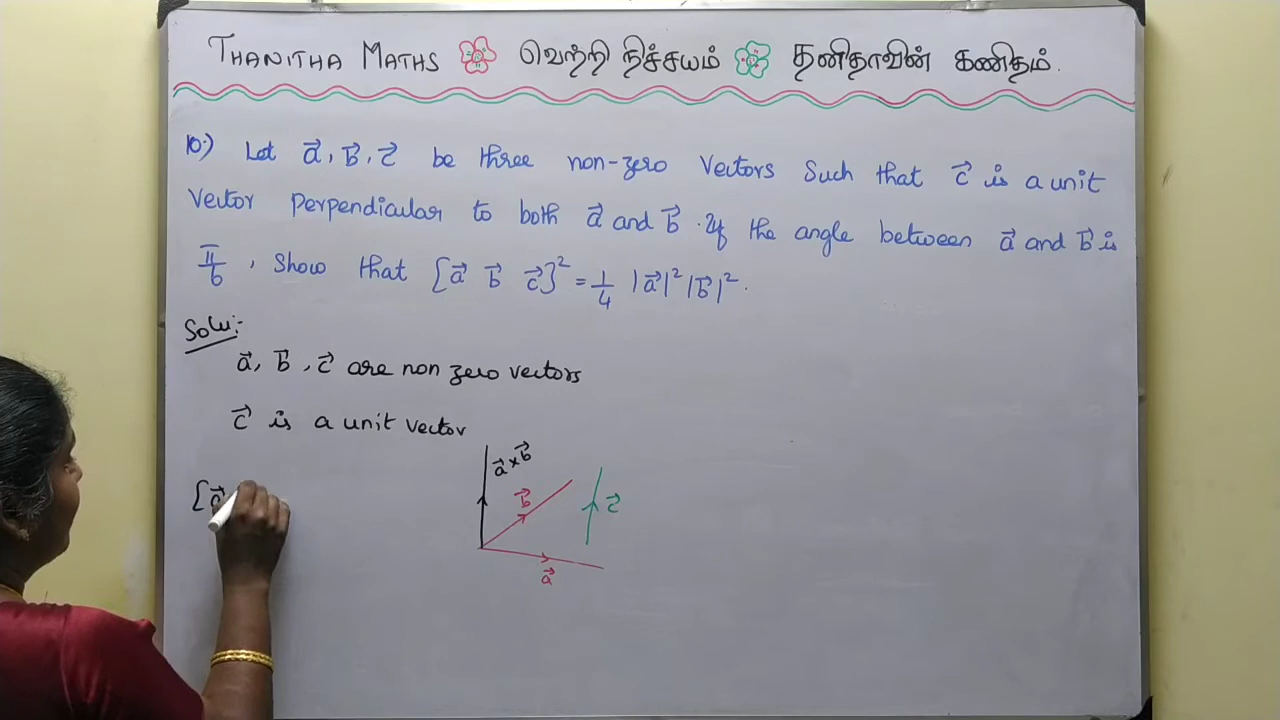 THANITHA MATHS வெற்றி நிச்சயம் தனிதாவின் கணிதம்.
10.) Let a⃗, b⃗, c⃗ be three non-zero vectors Such that c⃗ is a unit
vector perpendicular to both a⃗ and b⃗. If the angle between a⃗ and b⃗ is
π/6, Show that [a⃗ b⃗ c⃗]² = 1/4 |a⃗|² |b⃗|².
Solu:-
a⃗, b⃗, c⃗ are non zero vectors
c⃗ is a unit vector
a⃗ × b⃗
b⃗
c⃗
a⃗
[a⃗